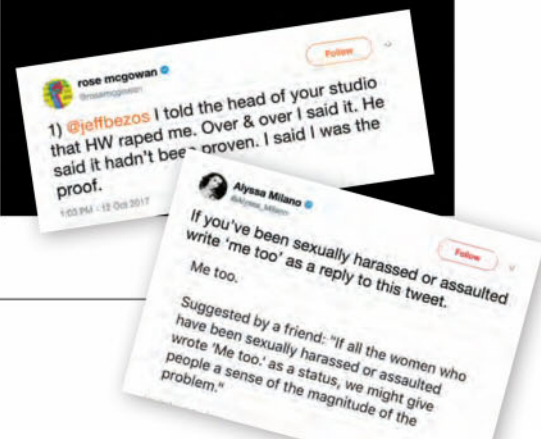 rose mcgowan
Follow
@rosemcgowan
1) @jeffbezos I told the head of your studio
that HW raped me. Over & over I said it. He
said it hadn't been proven. I said I was the
proof.
1:03 PM - 12 Oct 2017
Alyssa Milano
@Alyssa_Milano
Follow
If you've been sexually harassed or assaulted
write 'me too' as a reply to this tweet.
Me too.
Suggested by a friend: "If all the women who
have been sexually harassed or assaulted
wrote 'Me too.' as a status, we might give
people a sense of the magnitude of the
problem."